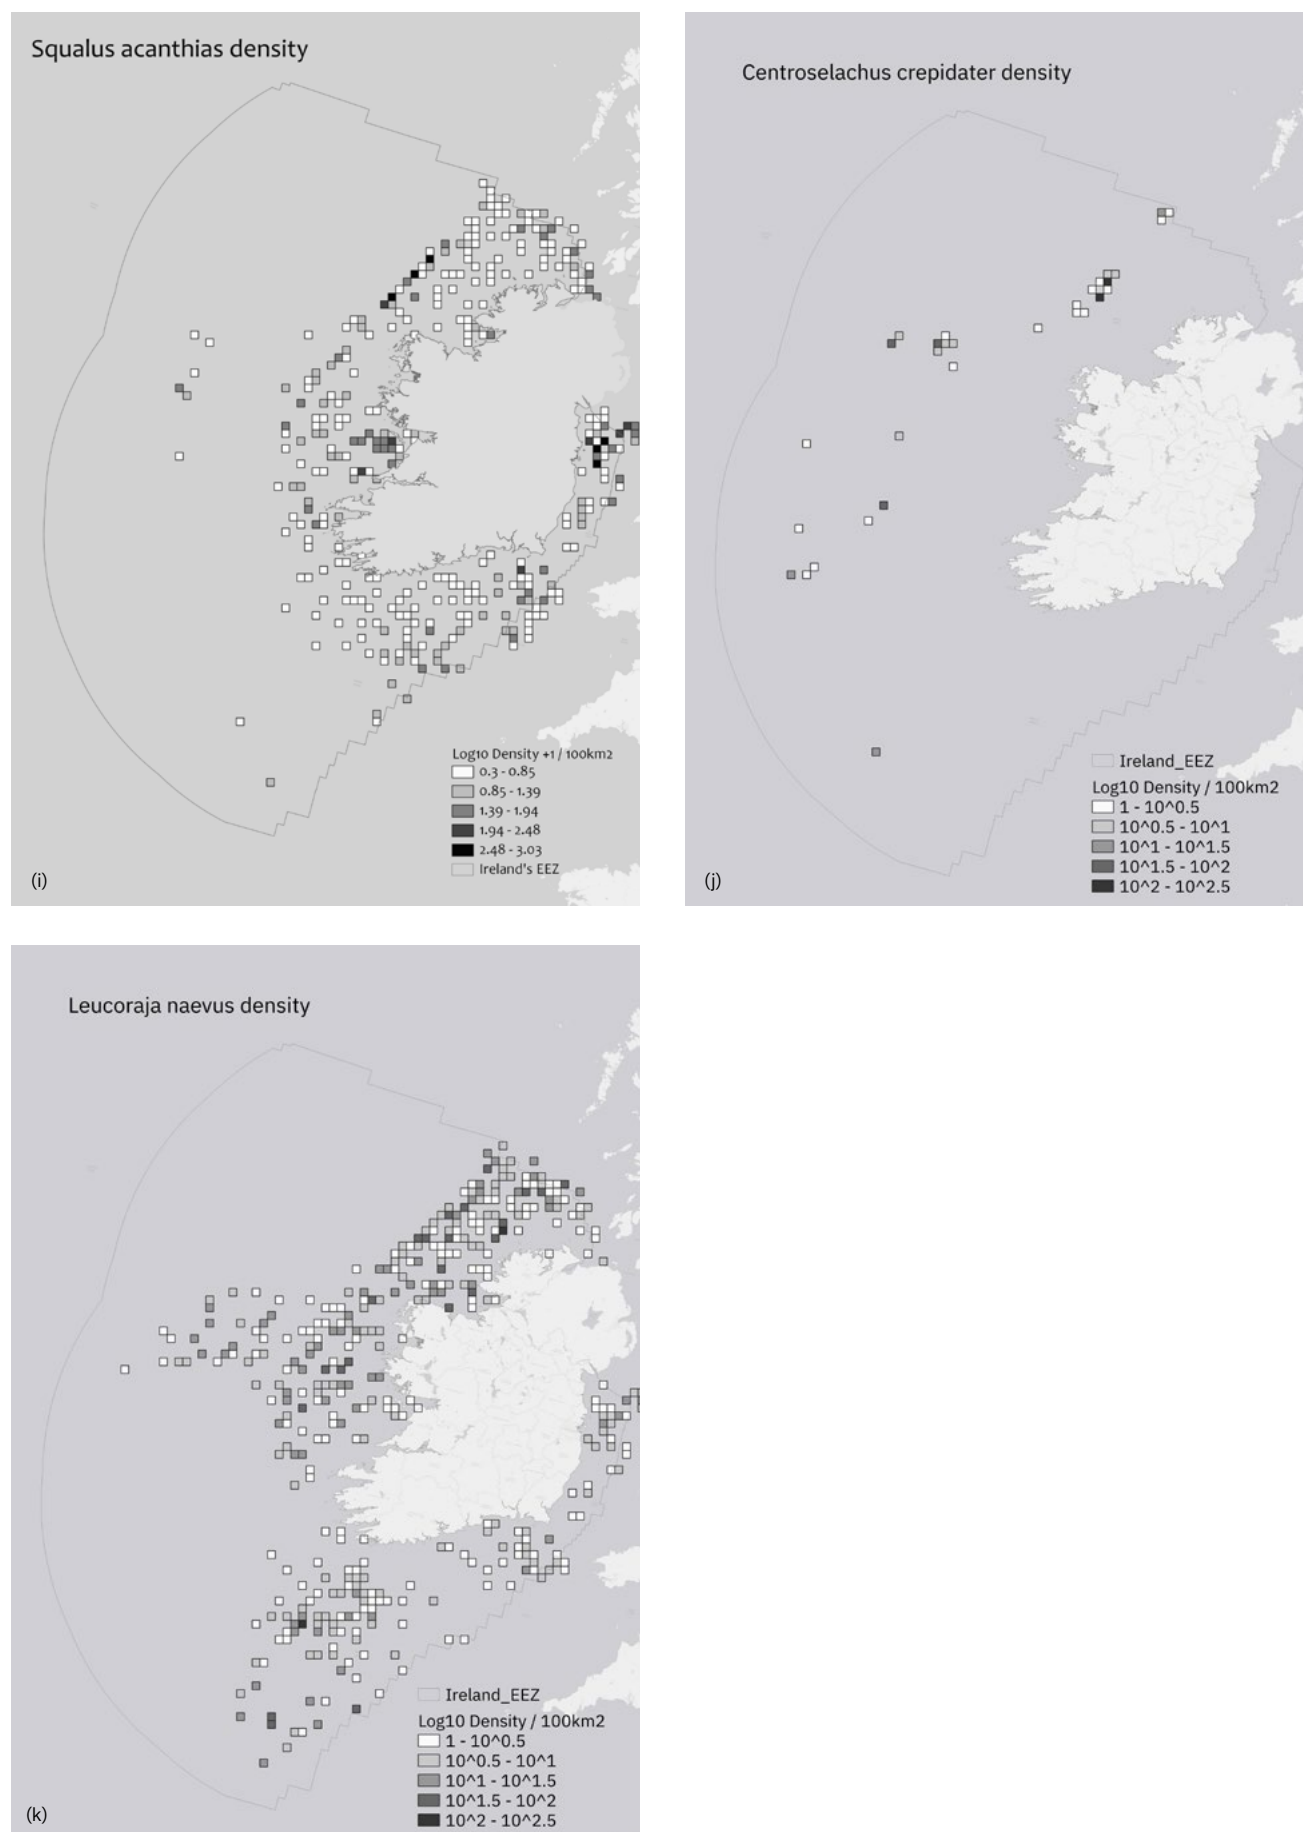 Squalus acanthias density
Log10 Density +1 / 100km2
0.3 - 0.85
0.85 - 1.39
1.39 - 1.94
1.94 - 2.48
2.48 - 3.03
Ireland's EEZ
(i)
Centroselachus crepidater density
Ireland_EEZ
Log10 Density / 100km2
1 - 10^0.5
10^0.5 - 10^1
10^1 - 10^1.5
10^1.5 - 10^2
10^2 - 10^2.5
(j)
Leucoraja naevus density
Ireland_EEZ
Log10 Density / 100km2
1 - 10^0.5
10^0.5 - 10^1
10^1 - 10^1.5
10^1.5 - 10^2
10^2 - 10^2.5
(k)